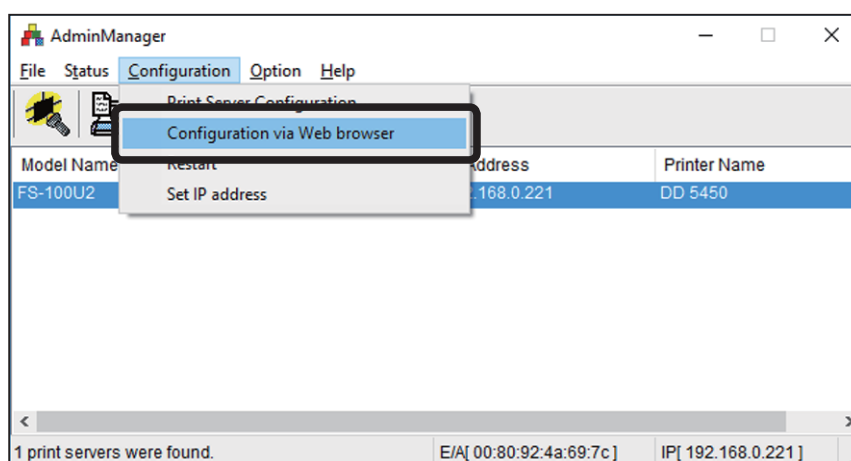 AdminManager
File Status Configuration Option Help
Print Server Configuration
Configuration via Web browser
Restart
Set IP address
Model Name Address Printer Name
FS-100U2 .168.0.221 DD 5450
1 print servers were found. E/A[ 00:80:92:4a:69:7c ] IP[ 192.168.0.221 ]